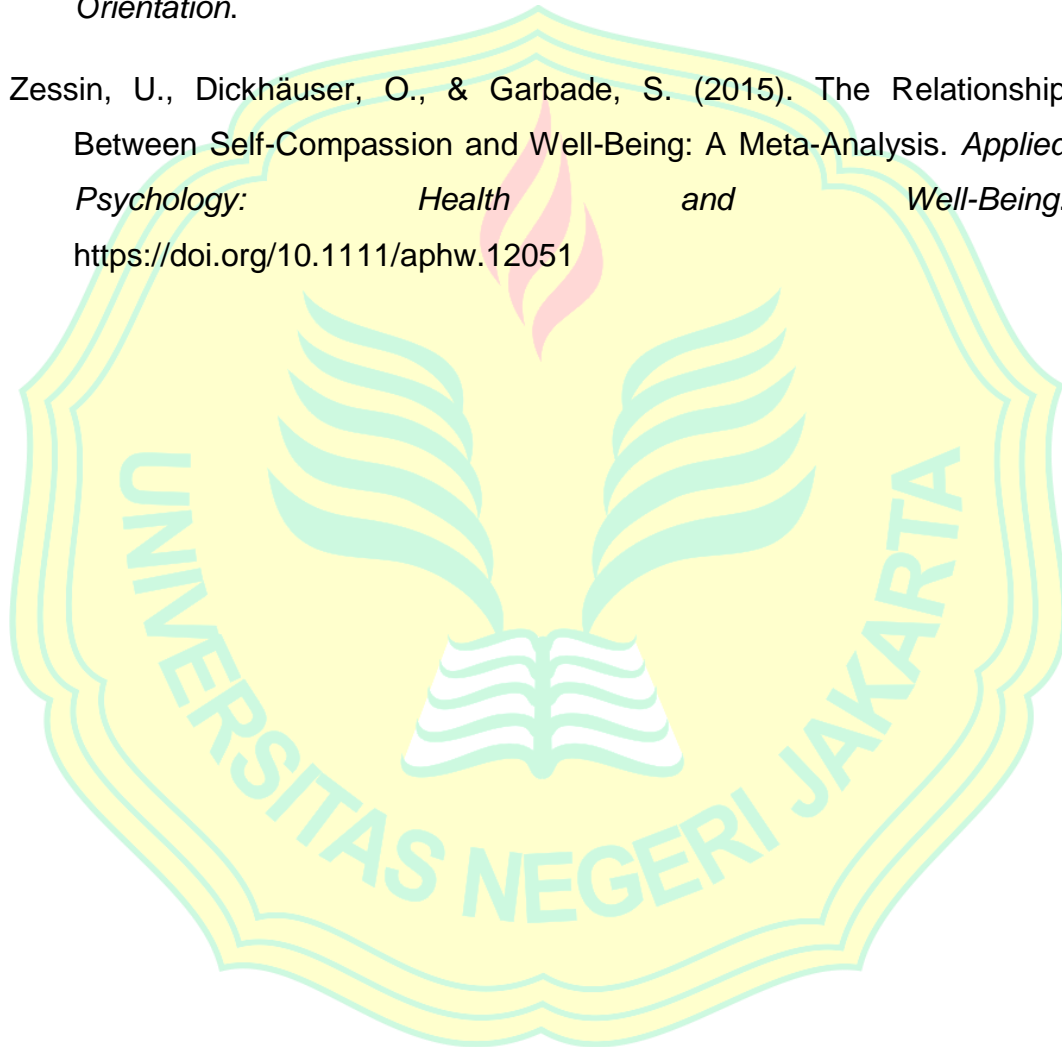 Orientation.
Zessin, U., Dickhäuser, O., & Garbade, S. (2015). The Relationship
Between Self-Compassion and Well-Being: A Meta-Analysis. Applied
Psychology: Health and Well-Being.
https://doi.org/10.1111/aphw.12051
UNIVERSITAS NEGERI JAKARTA